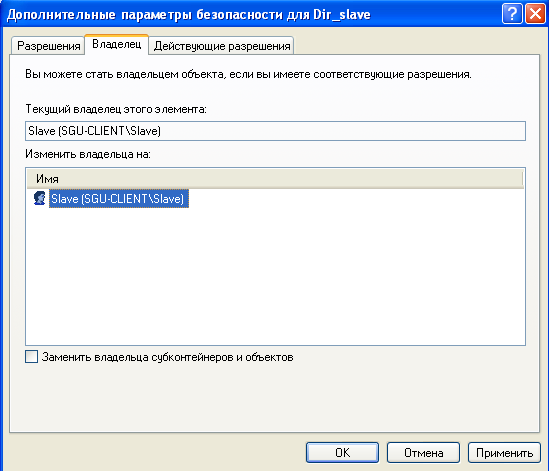 Дополнительные параметры безопасности для Dir_slave
Разрешения Владелец Действующие разрешения
Вы можете стать владельцем объекта, если вы имеете соответствующие разрешения.
Текущий владелец этого элемента:
Slave (SGU-CLIENT\Slave)
Изменить владельца на:
Имя
Slave (SGU-CLIENT\Slave)
Заменить владельца субконтейнеров и объектов
OK Отмена Применить